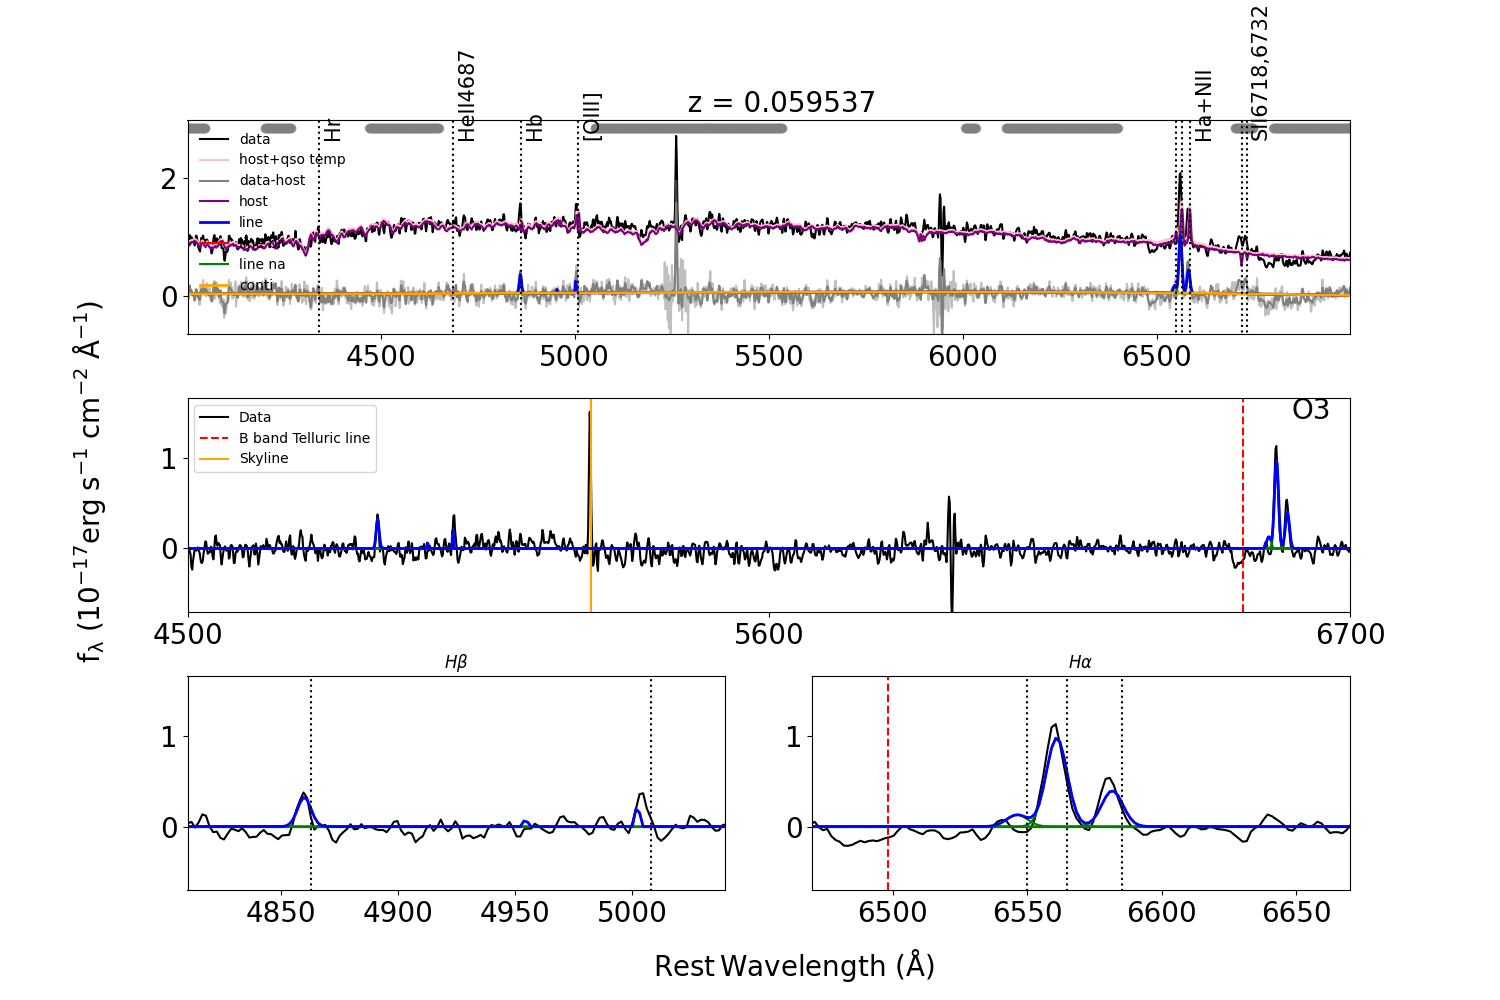 z = 0.059537
Hr
HeII4687
Hb
[OIII]
Ha+NII
SII6718,6732
data
host+qso temp
data-host
host
line
line na
conti
2
0
4500 5000 5500 6000 6500
O3
Data
B band Telluric line
Skyline
1
0
4500 5600 6700
fλ (10⁻¹⁷erg s⁻¹ cm⁻² Å⁻¹)
Hβ
1
0
4850 4900 4950 5000
Hα
1
0
6500 6550 6600 6650
Rest Wavelength (Å)